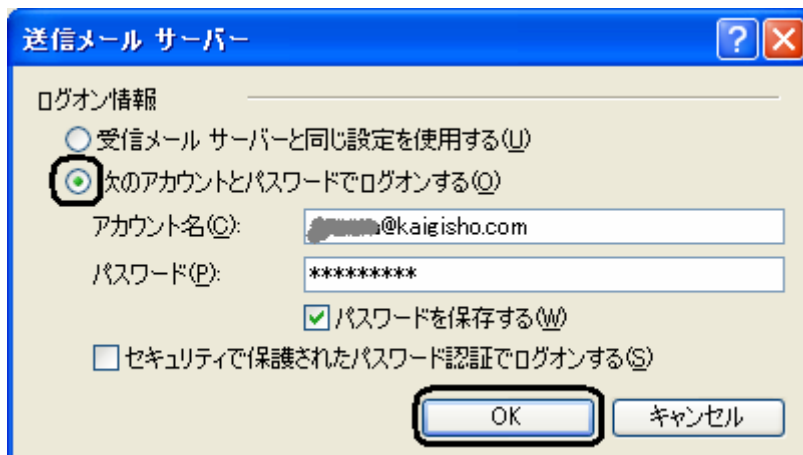 送信メール サーバー
ログオン情報
受信メール サーバーと同じ設定を使用する(U)
次のアカウントとパスワードでログオンする(O)
アカウント名(C): @kaigisho.com
パスワード(P): *********
パスワードを保存する(W)
セキュリティで保護されたパスワード認証でログオンする(S)
OK キャンセル